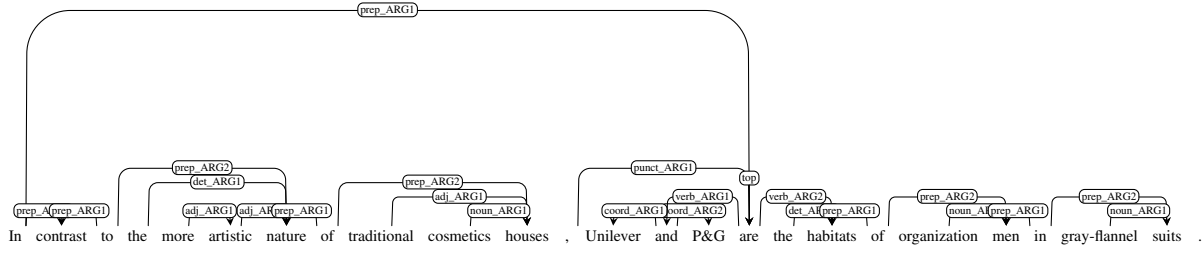 prep_ARG1
prep_ARG2 punct_ARG1
det_ARG1 top
prep_ARG2 adj_ARG1 verb_ARG1 verb_ARG2 prep_ARG2 prep_ARG2
prep_ARG1 adj_ARG1 prep_ARG1 noun_ARG1 coord_ARG1 prep_ARG1 prep_ARG1 noun_ARG1
In contrast to the more artistic nature of traditional cosmetics houses , Unilever and P&G are the habitats of organization men in gray-flannel suits .